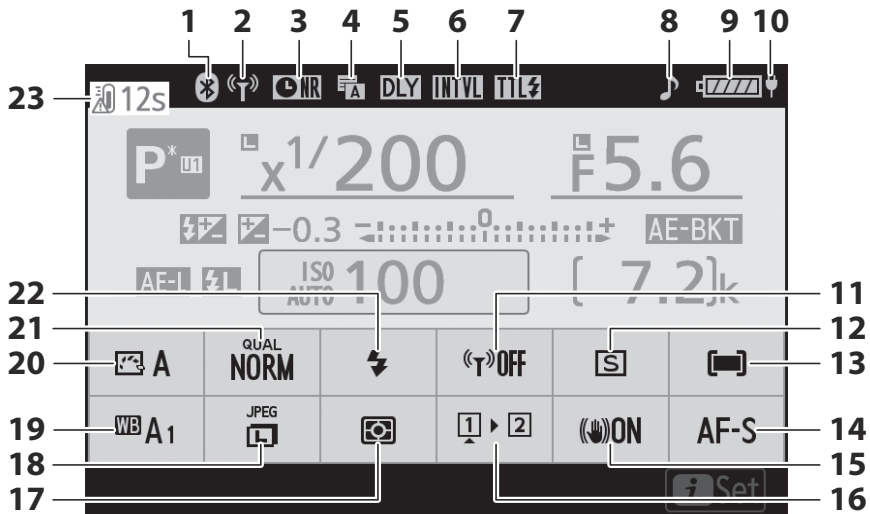 1 2 3 4 5 6 7 8 9 10
23 12s NR A DLY INTVL TTL
P* U1 L x1/200 L F5.6
-0.3 0 AE-BKT
AE-L L ISO AUTO 100 [ 7.2]k
22 11
21 12
20 A QUAL NORM (T)OFF S 13
19 WB A1 JPEG L 1 2 ON AF-S 14
18 15
17 16
i Set